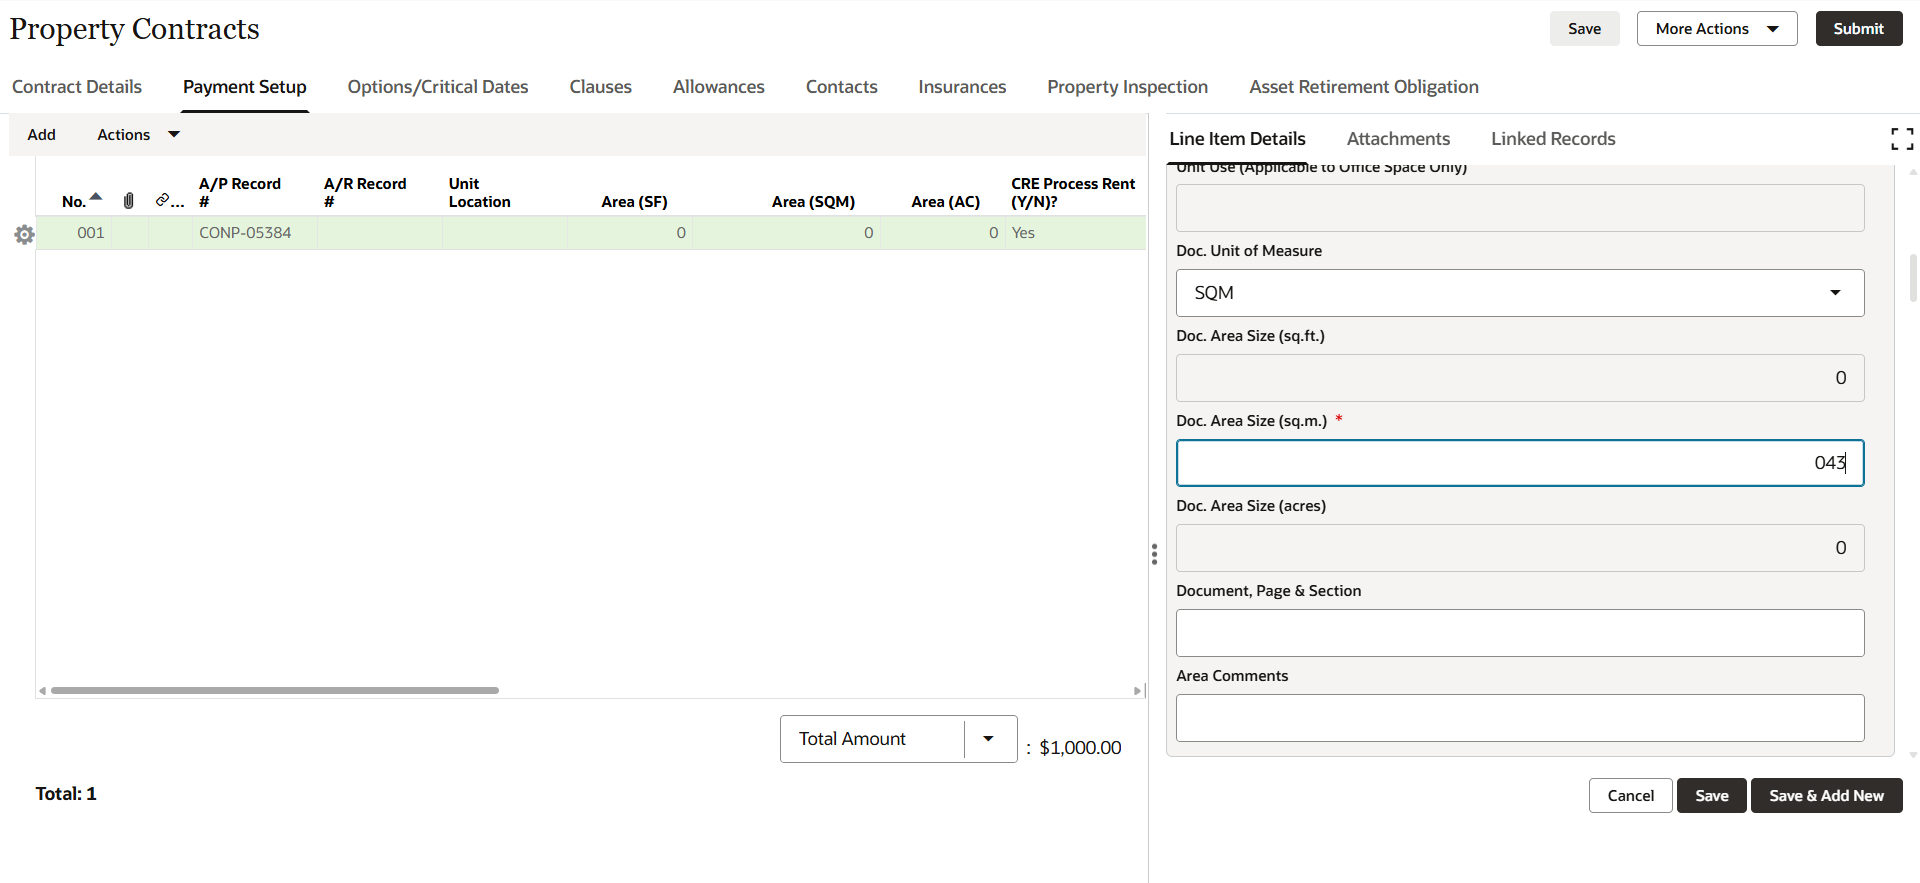 Property Contracts
Save
More Actions
Submit
Contract Details
Payment Setup
Options/Critical Dates
Clauses
Allowances
Contacts
Insurances
Property Inspection
Asset Retirement Obligation
Add
Actions
No.
...
A/P Record
#
A/R Record
#
Unit
Location
Area (SF)
Area (SQM)
Area (AC)
CRE Process Rent
(Y/N)?
001
CONP-05384
0
0
0
Yes
Total Amount
: $1,000.00
Total: 1
Line Item Details
Attachments
Linked Records
Unit Use (Applicable to Office Space Only)
Doc. Unit of Measure
SQM
Doc. Area Size (sq.ft.)
0
Doc. Area Size (sq.m.) *
043
Doc. Area Size (acres)
0
Document, Page & Section
Area Comments
Cancel
Save
Save & Add New